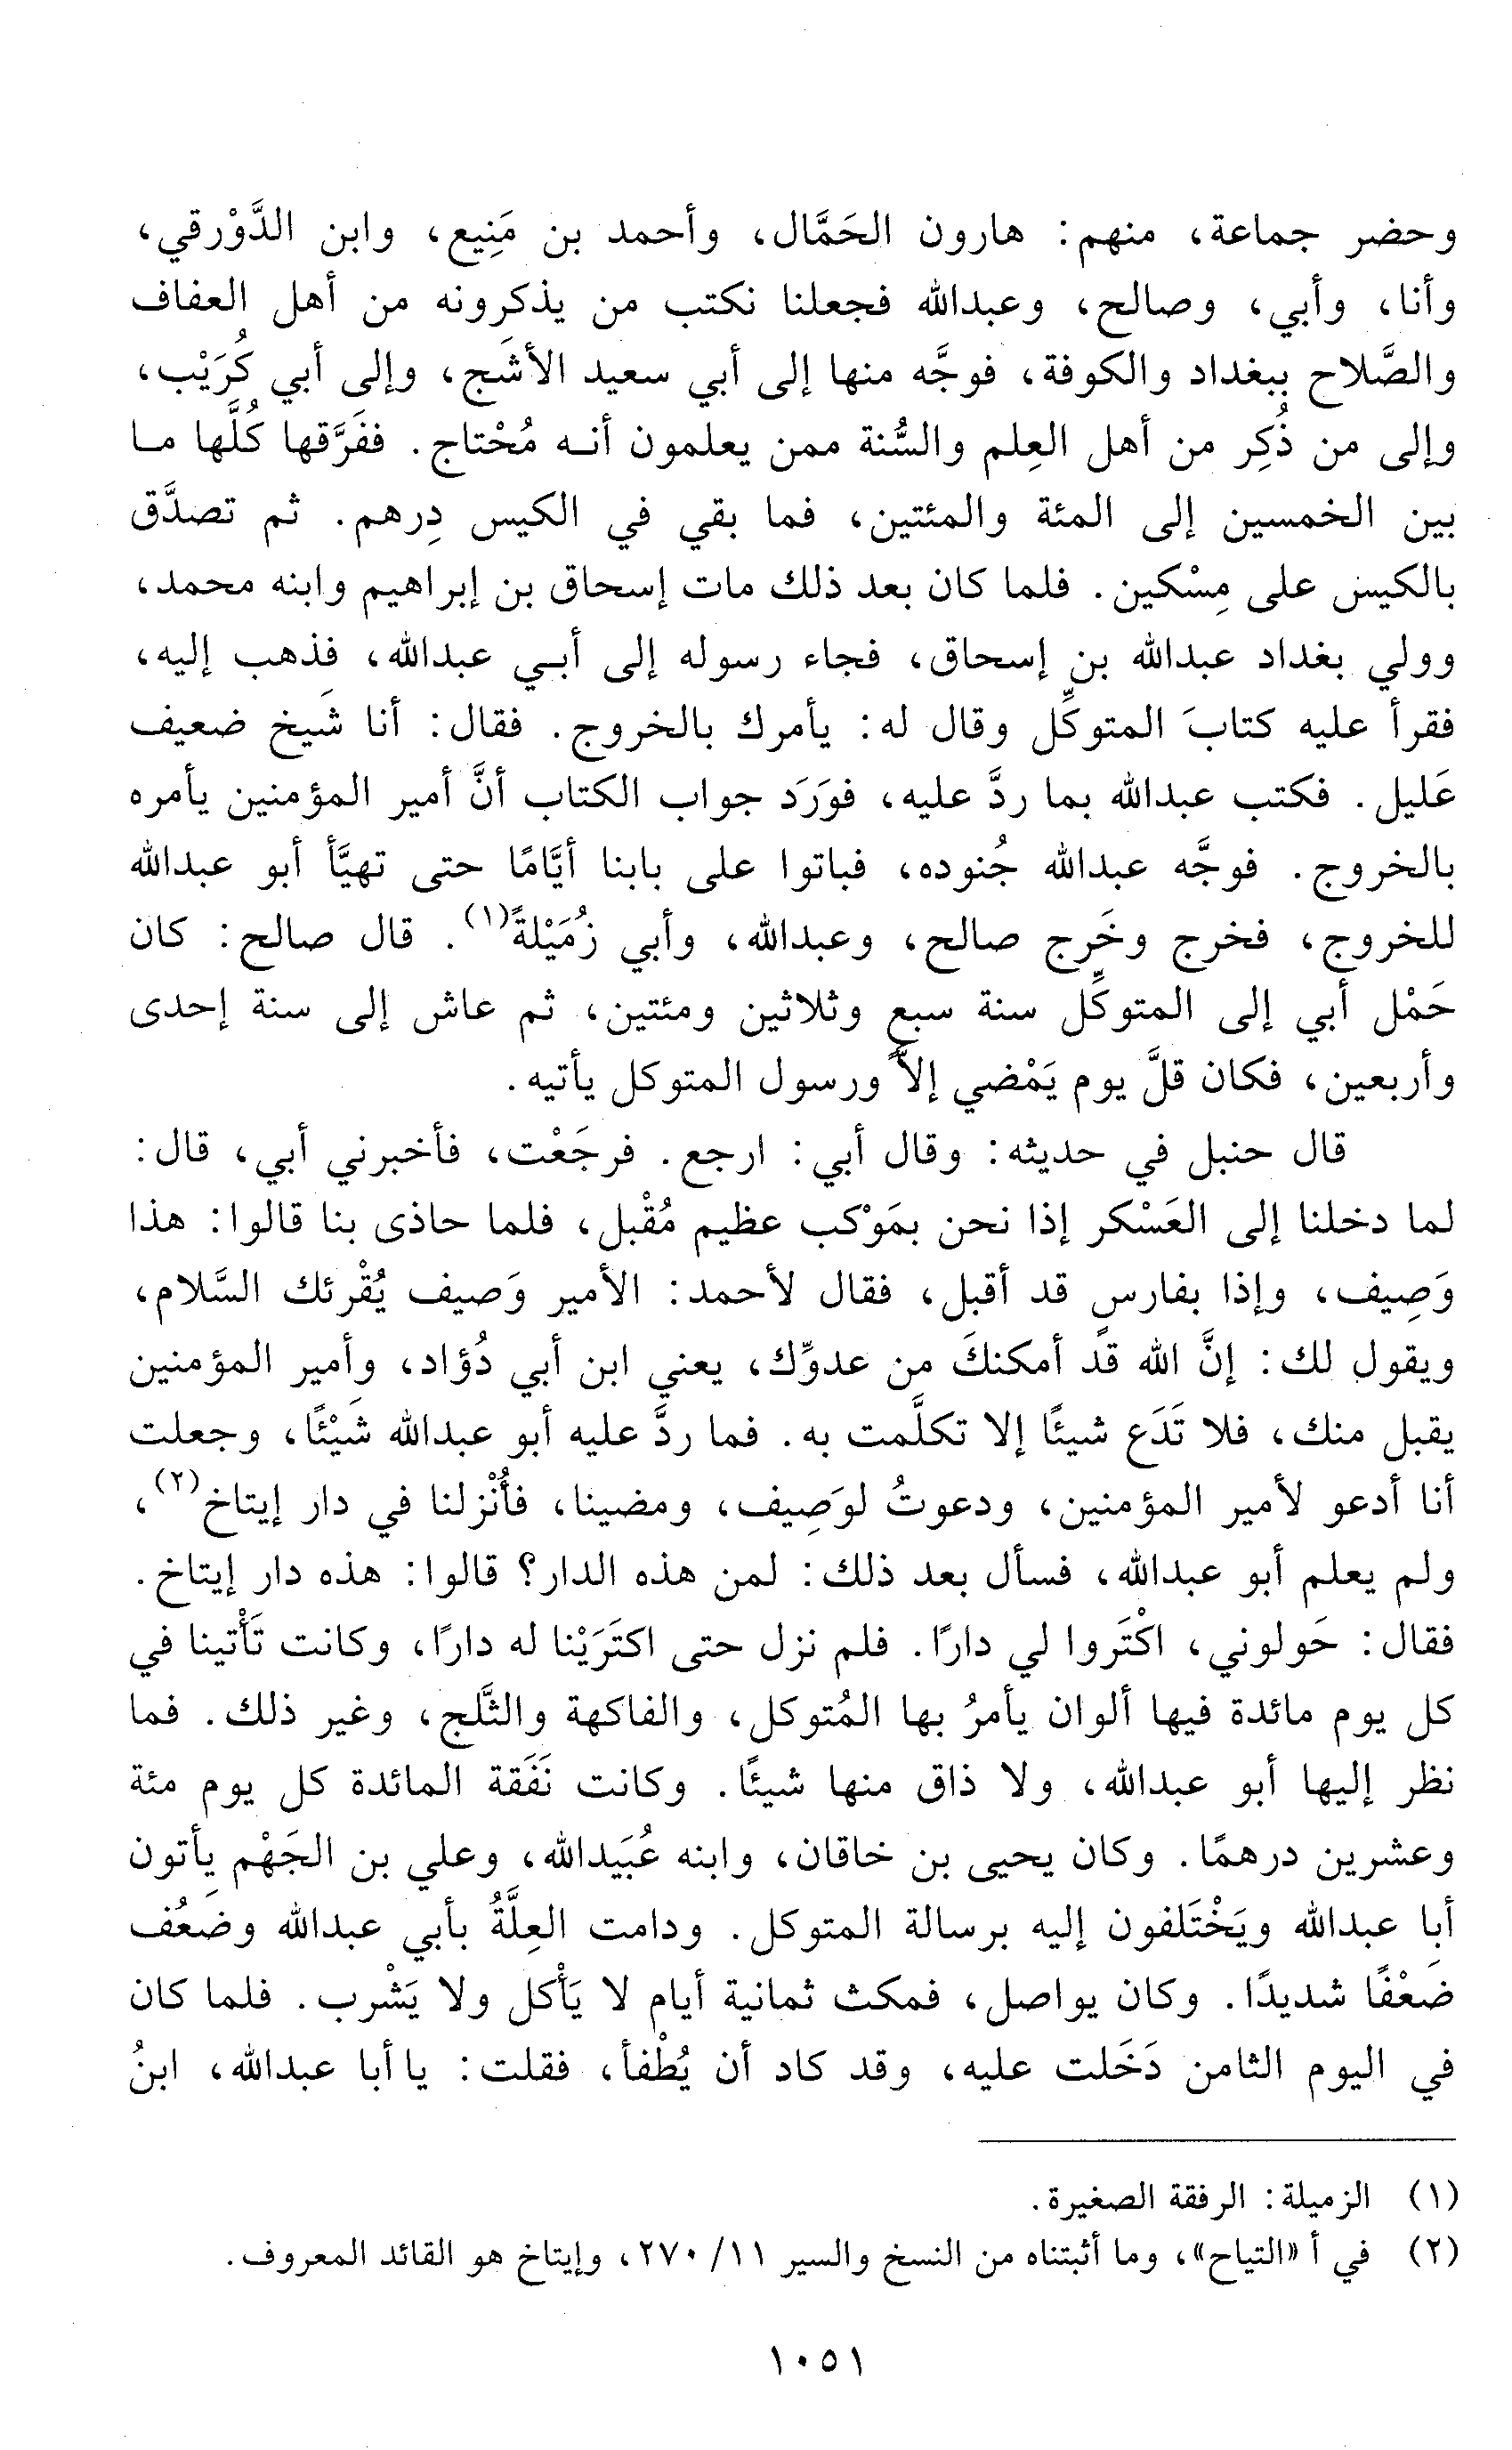 وحضر جماعة، منهم: هارون الحَمَّال، وأحمد بن مَنِيع، وابن الدَّوْرقي،
وأنا، وأبي، وصالح، وعبدالله فجعلنا نكتب من يذكرونه من أهل العفاف
والصَّلاح ببغداد والكوفة، فوجَّه منها إلى أبي سعيد الأشَج، وإلى أبي كُرَيْب،
وإلى من ذُكِر من أهل العِلم والسُّنة ممن يعلمون أنه مُحْتاج. ففَرَّقها كُلَّها ما
بين الخمسين إلى المئة والمئتين، فما بقي في الكيس دِرهم. ثم تصدَّق
بالكيس على مِسْكين. فلما كان بعد ذلك مات إسحاق بن إبراهيم وابنه محمد،
وولي بغداد عبدالله بن إسحاق، فجاء رسوله إلى أبي عبدالله، فذهب إليه،
فقرأ عليه كتابَ المتوكِّل وقال له: يأمرك بالخروج. فقال: أنا شَيخ ضعيف
عَليل. فكتب عبدالله بما ردَّ عليه، فوَرَد جواب الكتاب أنَّ أمير المؤمنين يأمره
بالخروج. فوجَّه عبدالله جُنوده، فباتوا على بابنا أيَّامًا حتى تهيَّأ أبو عبدالله
للخروج، فخرج وخَرج صالح، وعبدالله، وأبي زُمَيْلةً(١). قال صالح: كان
حَمْل أبي إلى المتوكِّل سنة سبع وثلاثين ومئتين، ثم عاش إلى سنة إحدى
وأربعين، فكان قلَّ يوم يَمْضي إلاَّ ورسول المتوكل يأتيه.
قال حنبل في حديثه: وقال أبي: ارجع. فرجَعْت، فأخبرني أبي، قال:
لما دخلنا إلى العَسْكر إذا نحن بمَوْكب عظيم مُقْبل، فلما حاذى بنا قالوا: هذا
وَصِيف، وإذا بفارس قد أقبل، فقال لأحمد: الأمير وَصيف يُقْرئك السَّلام،
ويقول لك: إنَّ الله قد أمكنكَ من عدوِّك، يعني ابن أبي دُؤاد، وأمير المؤمنين
يقبل منك، فلا تَدَع شيئًا إلا تكلَّمت به. فما ردَّ عليه أبو عبدالله شَيْئًا، وجعلت
أنا أدعو لأمير المؤمنين، ودعوتُ لوَصِيف، ومضينا، فأُنْزلنا في دار إيتاخ(٢)،
ولم يعلم أبو عبدالله، فسأل بعد ذلك: لمن هذه الدار؟ قالوا: هذه دار إيتاخ.
فقال: حَولوني، اكْتَروا لي دارًا. فلم نزل حتى اكتَرَيْنا له دارًا، وكانت تَأْتينا في
كل يوم مائدة فيها ألوان يأمرُ بها المُتوكل، والفاكهة والثَّلج، وغير ذلك. فما
نظر إليها أبو عبدالله، ولا ذاق منها شيئًا. وكانت نَفَقة المائدة كل يوم مئة
وعشرين درهمًا. وكان يحيى بن خاقان، وابنه عُبَيدالله، وعلي بن الجَهْم يأتون
أبا عبدالله ويَخْتَلفون إليه برسالة المتوكل. ودامت العِلَّةُ بأبي عبدالله وضَعُف
ضَعْفًا شديدًا. وكان يواصل، فمكث ثمانية أيام لا يَأْكل ولا يَشْرب. فلما كان
في اليوم الثامن دَخَلت عليه، وقد كاد أن يُطْفأ، فقلت: يا أبا عبدالله، ابنُ
(١) الزميلة: الرفقة الصغيرة.
(٢) في أ «التياح»، وما أثبتناه من النسخ والسير ١١/ ٢٧٠، وإيتاخ هو القائد المعروف.
١٠٥١